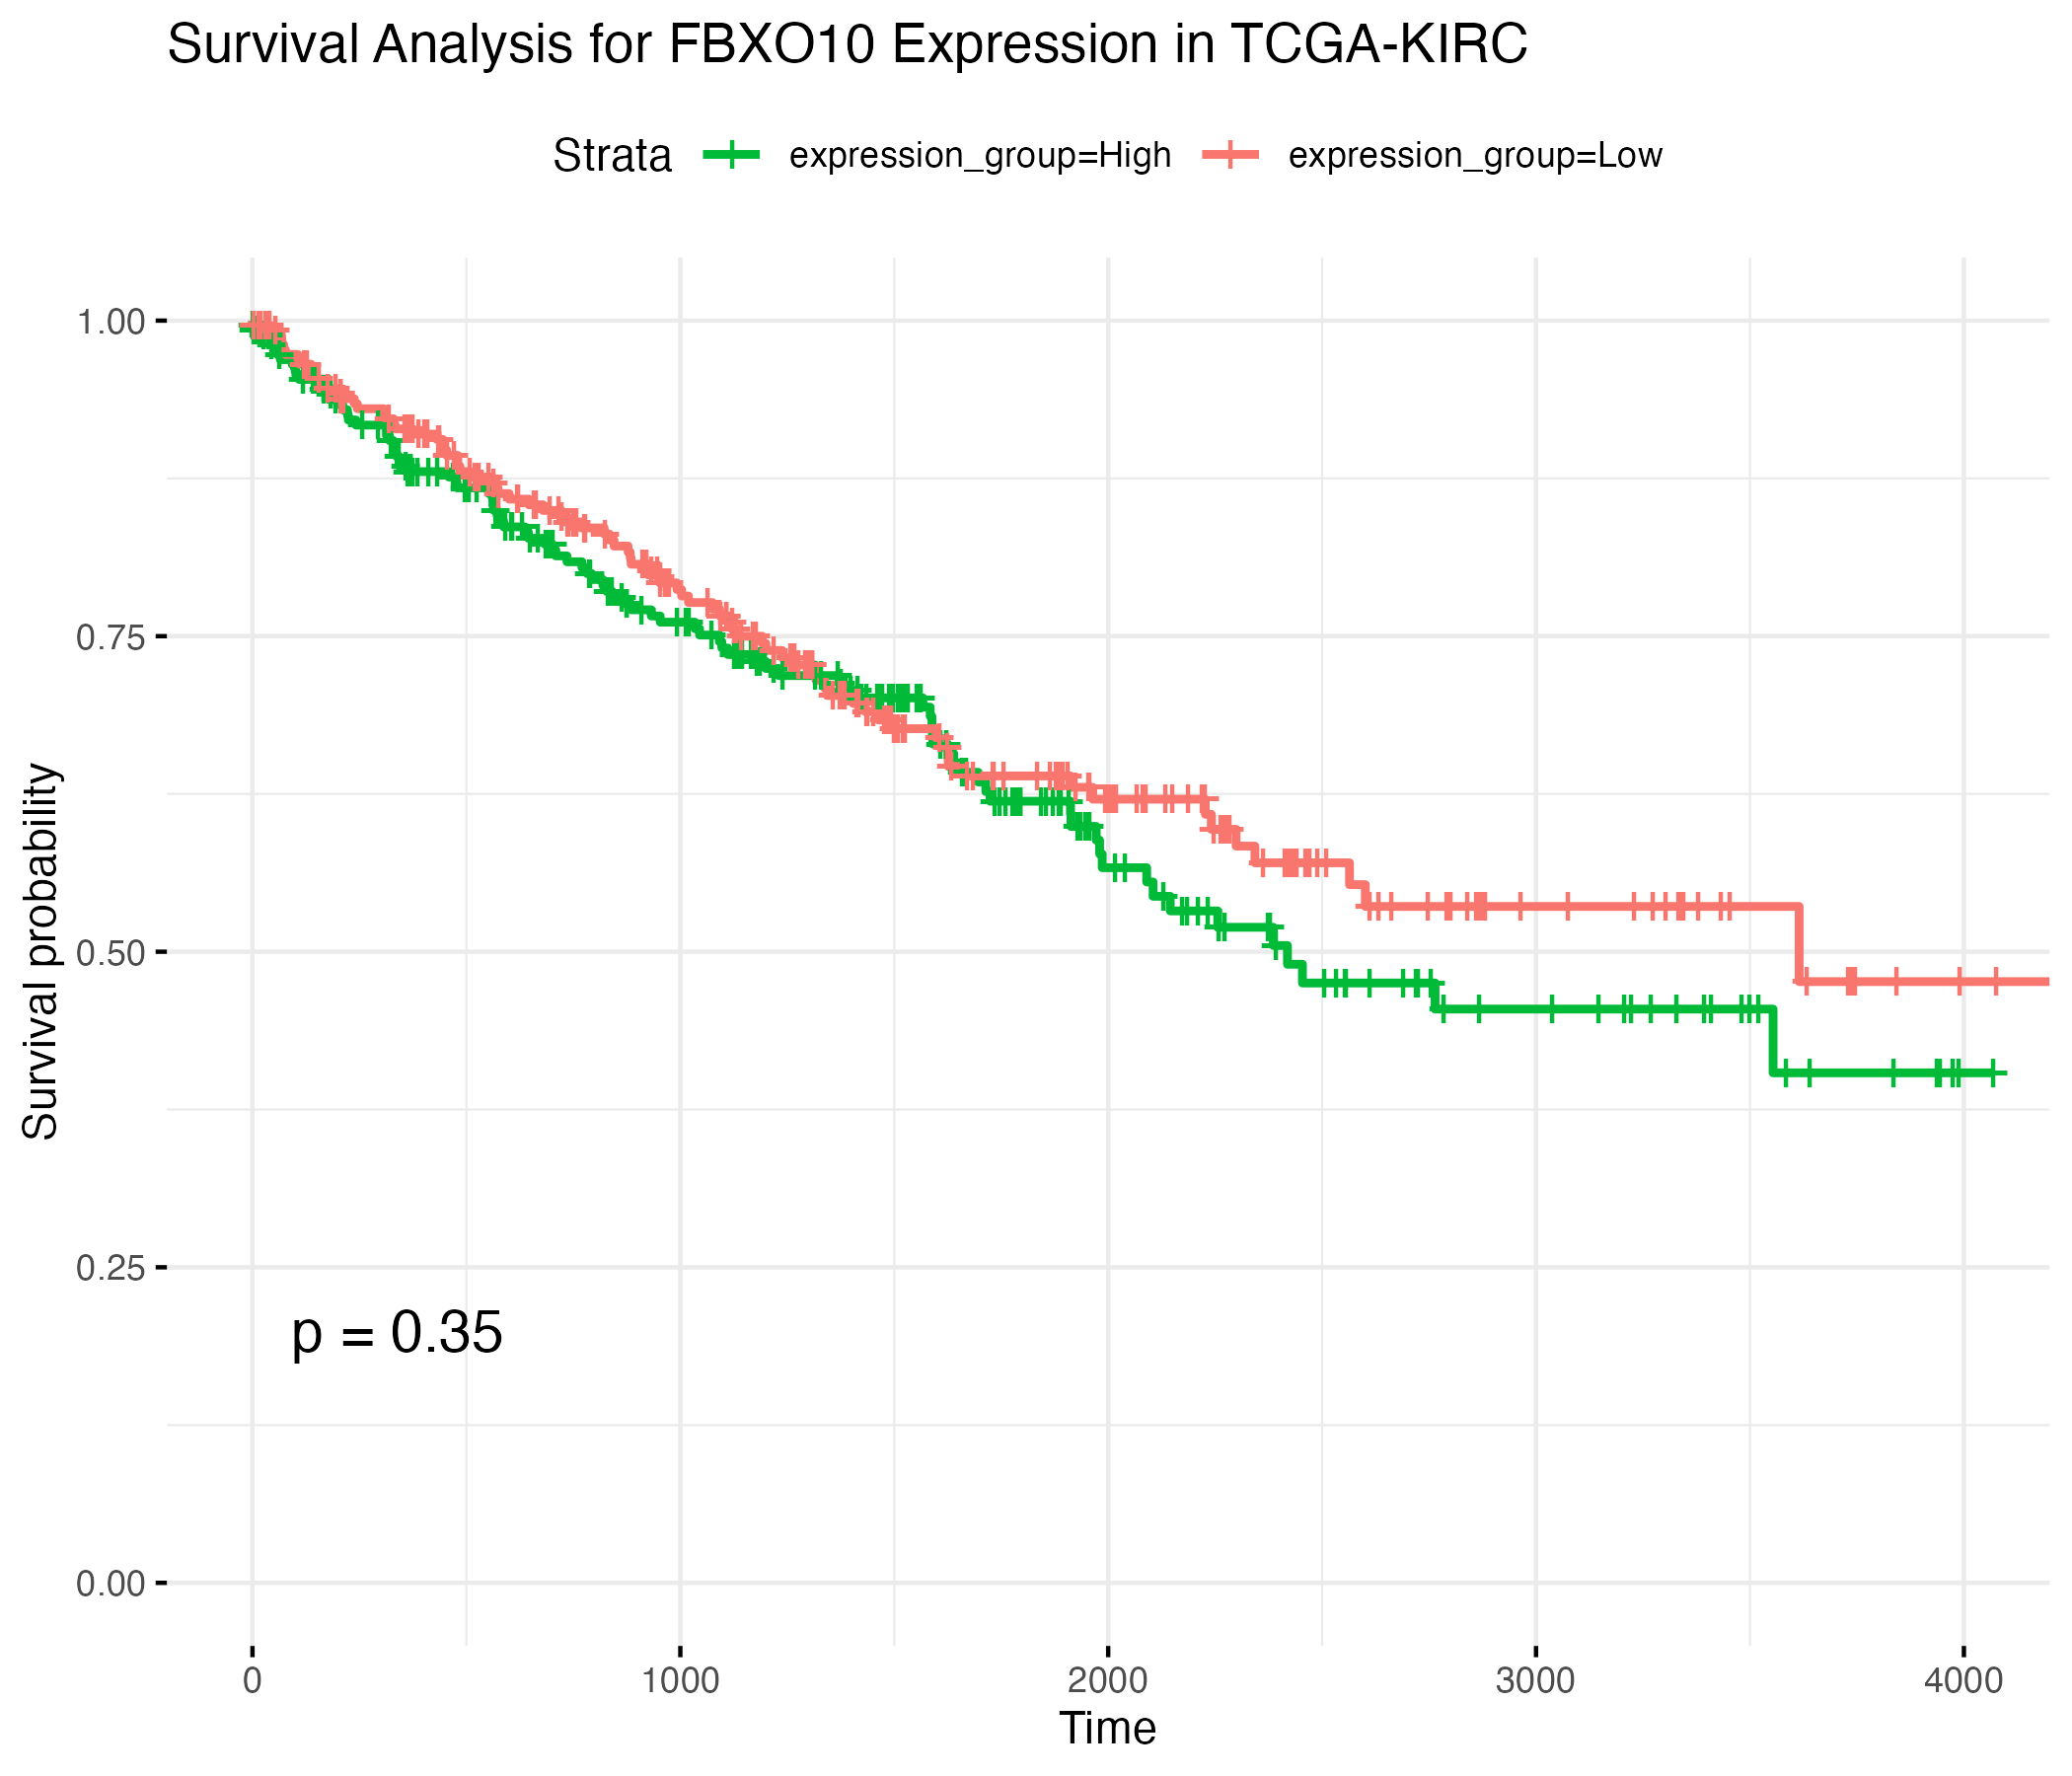 Survival Analysis for FBXO10 Expression in TCGA-KIRC
Strata expression_group=High expression_group=Low
Survival probability
1.00
0.75
0.50
0.25
0.00
p = 0.35
0 1000 2000 3000 4000
Time